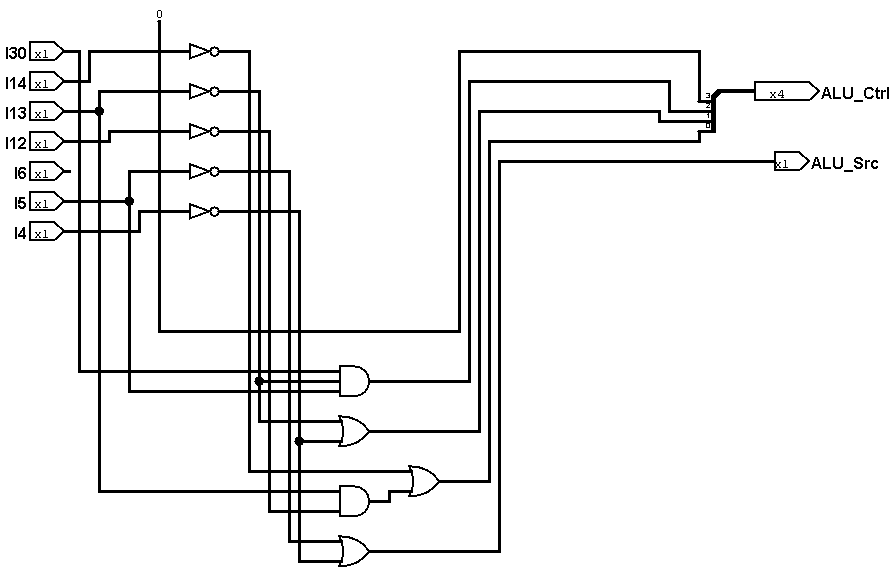 0
I30 x1
I14 x1
I13 x1
I12 x1
I6 x1
I5 x1
I4 x1
3
2
1
0
x4 ALU_Ctrl
x1 ALU_Src